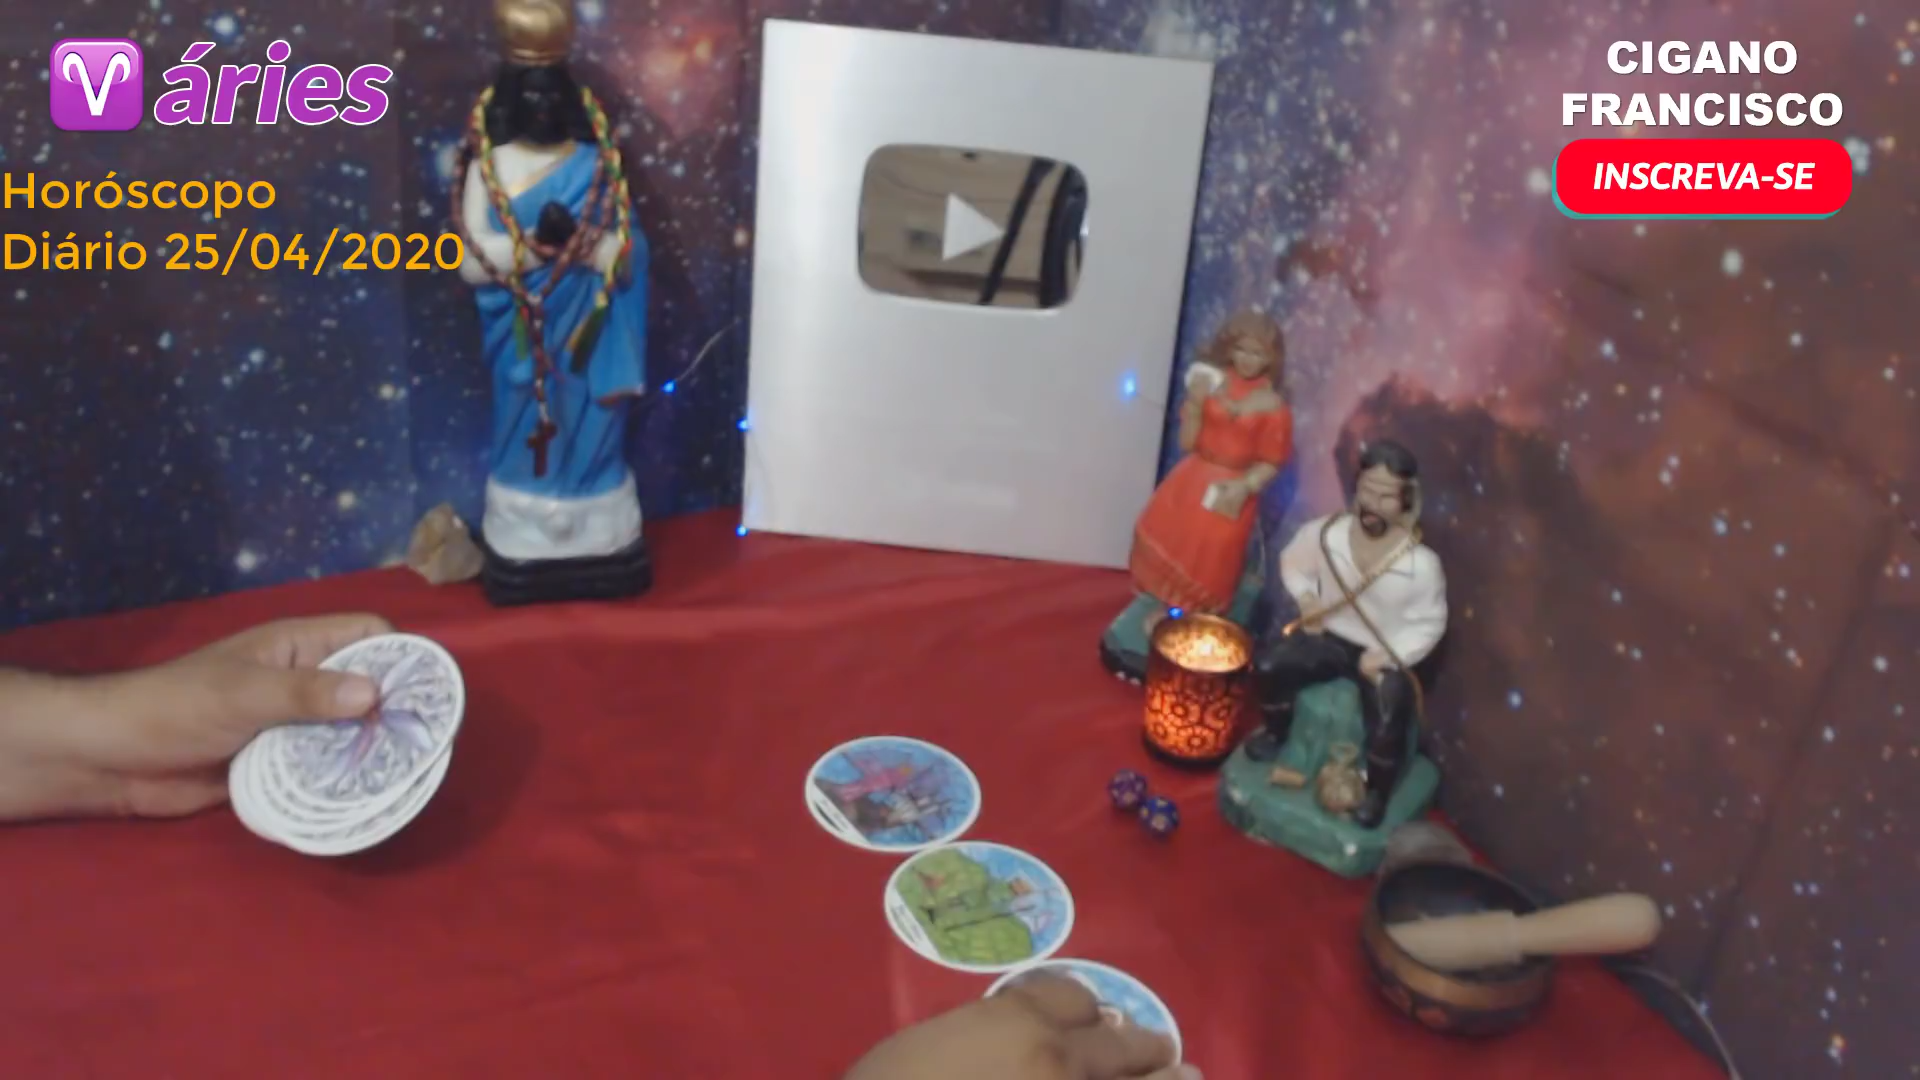 áries
Horóscopo
Diário 25/04/2020
CIGANO
FRANCISCO
INSCREVA-SE